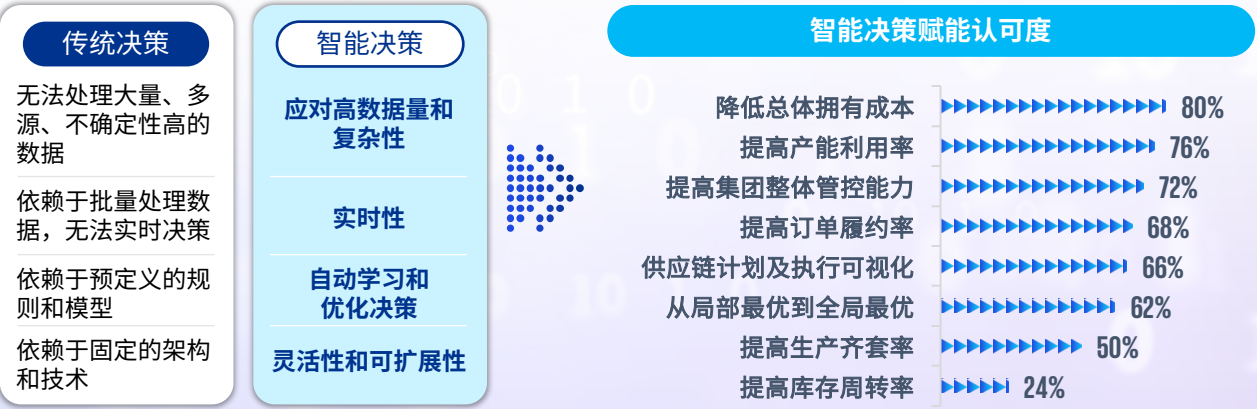 传统决策
无法处理大量、多
源、不确定性高的
数据
依赖于批量处理数
据，无法实时决策
依赖于预定义的规
则和模型
依赖于固定的架构
和技术
智能决策
应对高数据量和
复杂性
实时性
自动学习和
优化决策
灵活性和可扩展性
智能决策赋能认可度
降低总体拥有成本 80%
提高产能利用率 76%
提高集团整体管控能力 72%
提高订单履约率 68%
供应链计划及执行可视化 66%
从局部最优到全局最优 62%
提高生产齐套率 50%
提高库存周转率 24%